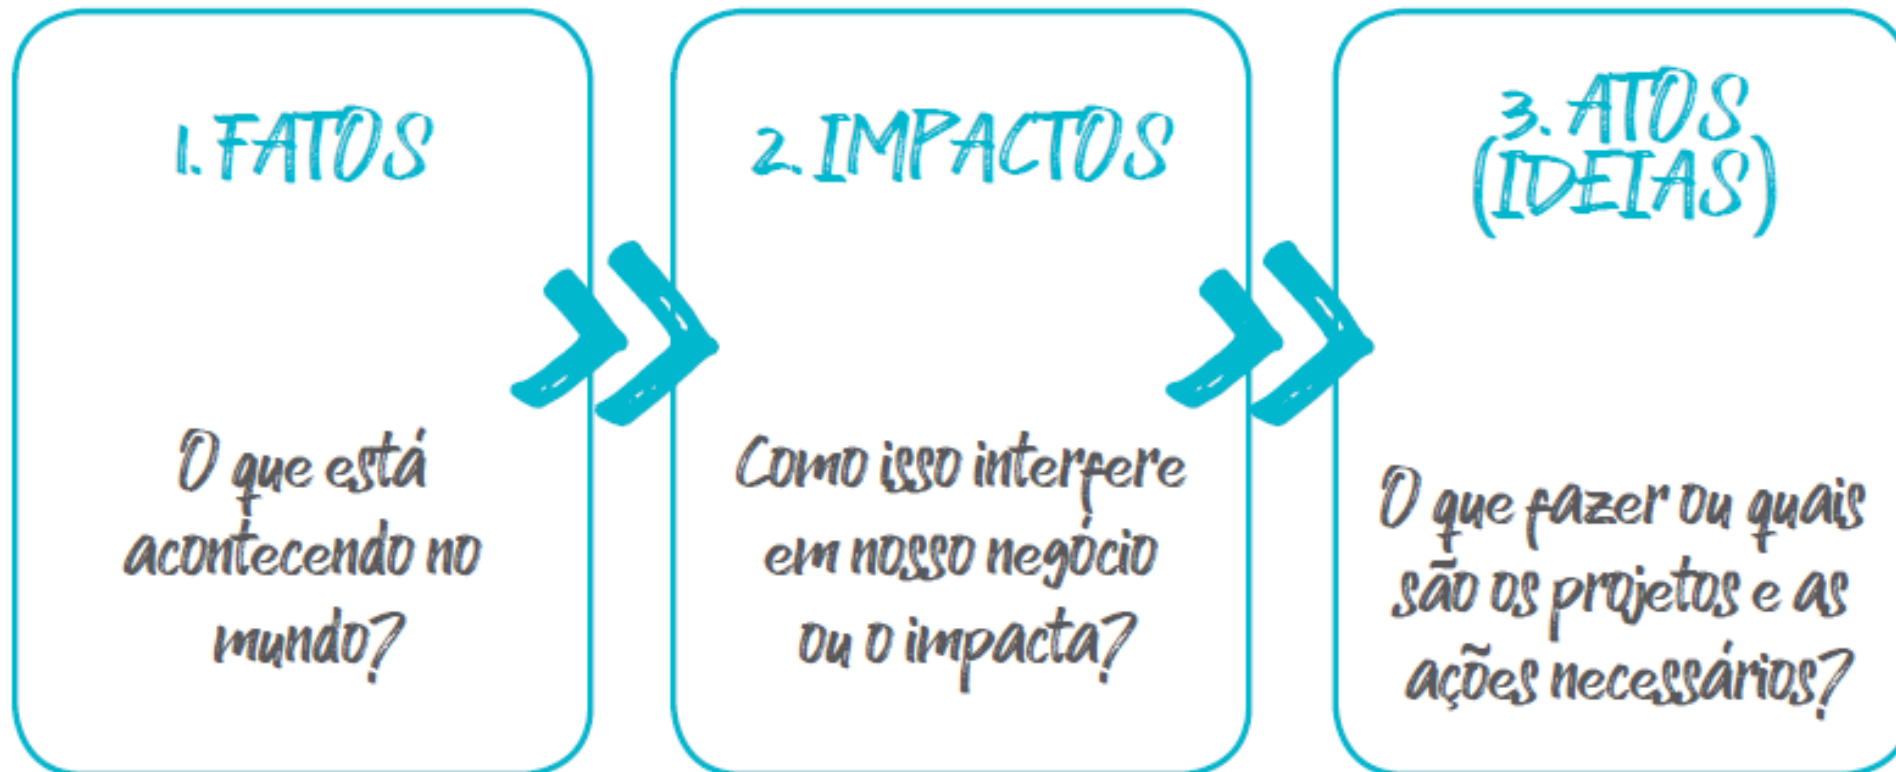 1. FATOS
O que está
acontecendo no
mundo?
2. IMPACTOS
Como isso interfere
em nosso negócio
ou o impacta?
3. ATOS
(IDEIAS)
O que fazer ou quais
são os projetos e as
ações necessários?